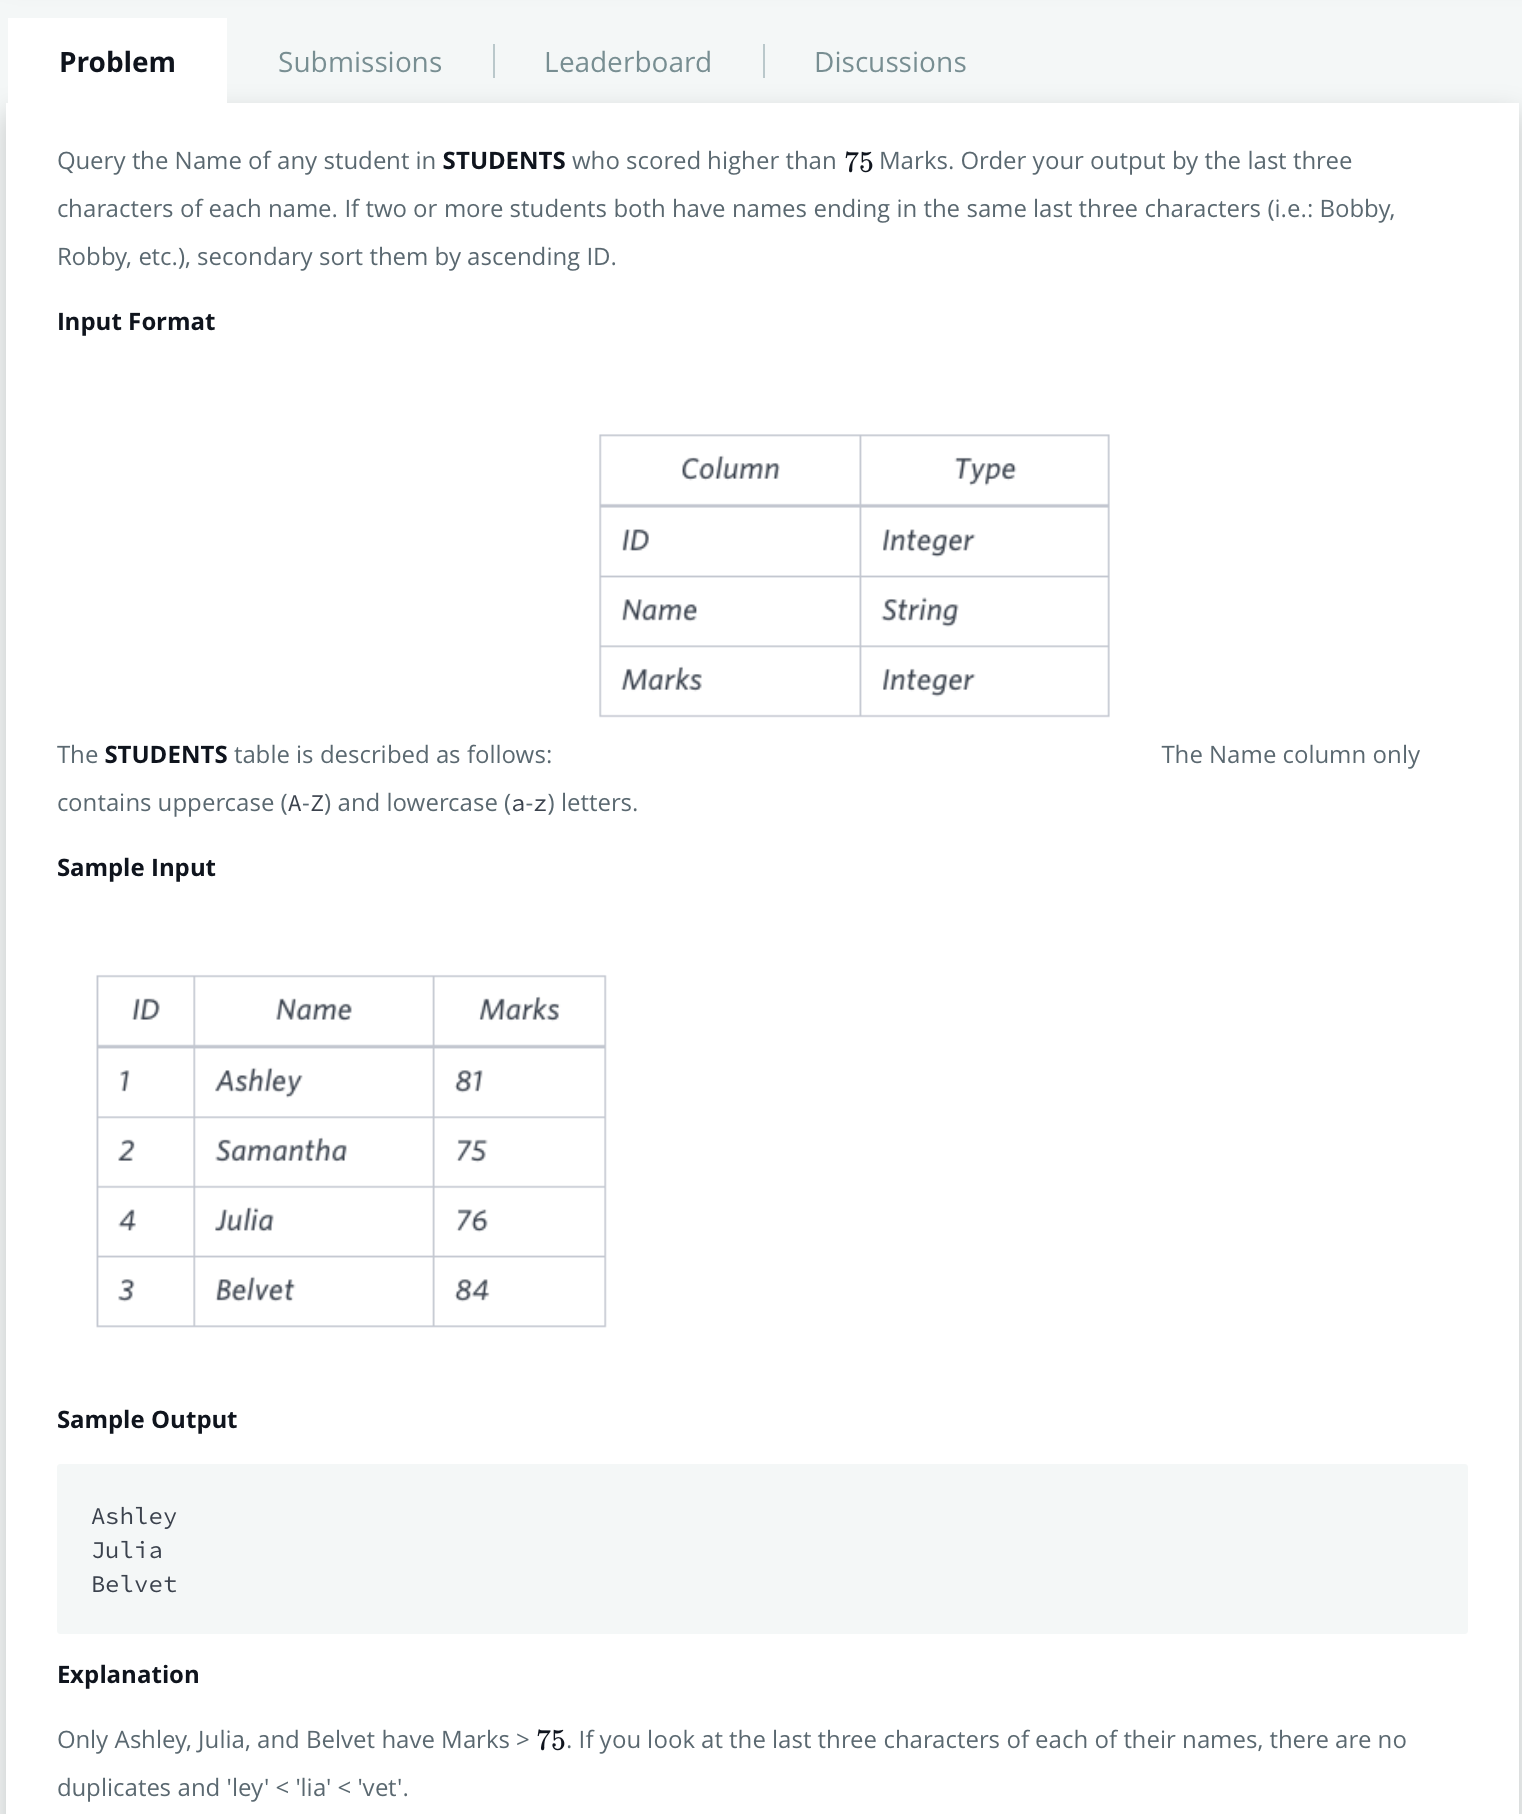 Problem Submissions Leaderboard Discussions
Query the Name of any student in STUDENTS who scored higher than 75 Marks. Order your output by the last three
characters of each name. If two or more students both have names ending in the same last three characters (i.e.: Bobby,
Robby, etc.), secondary sort them by ascending ID.
Input Format
Column Type
ID Integer
Name String
Marks Integer
The STUDENTS table is described as follows: The Name column only
contains uppercase (A-Z) and lowercase (a-z) letters.
Sample Input
ID Name Marks
1 Ashley 81
2 Samantha 75
4 Julia 76
3 Belvet 84
Sample Output
Ashley
Julia
Belvet
Explanation
Only Ashley, Julia, and Belvet have Marks > 75. If you look at the last three characters of each of their names, there are no
duplicates and 'ley' < 'lia' < 'vet'.